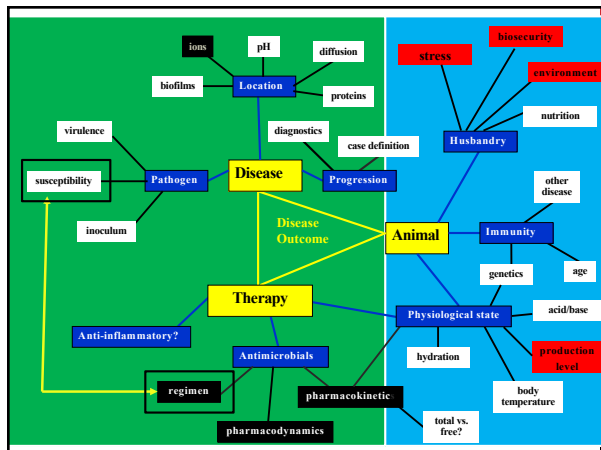 ions
pH
diffusion
biofilms
Location
proteins
stress
biosecurity
environment
nutrition
Husbandry
virulence
diagnostics
case definition
susceptibility
Pathogen
Disease
Progression
inoculum
Disease
Outcome
Animal
Immunity
other
disease
genetics
age
Therapy
Physiological state
acid/base
Anti-inflammatory?
Antimicrobials
hydration
production
level
regimen
pharmacokinetic
body
temperature
pharmacodynamics
total vs.
free?